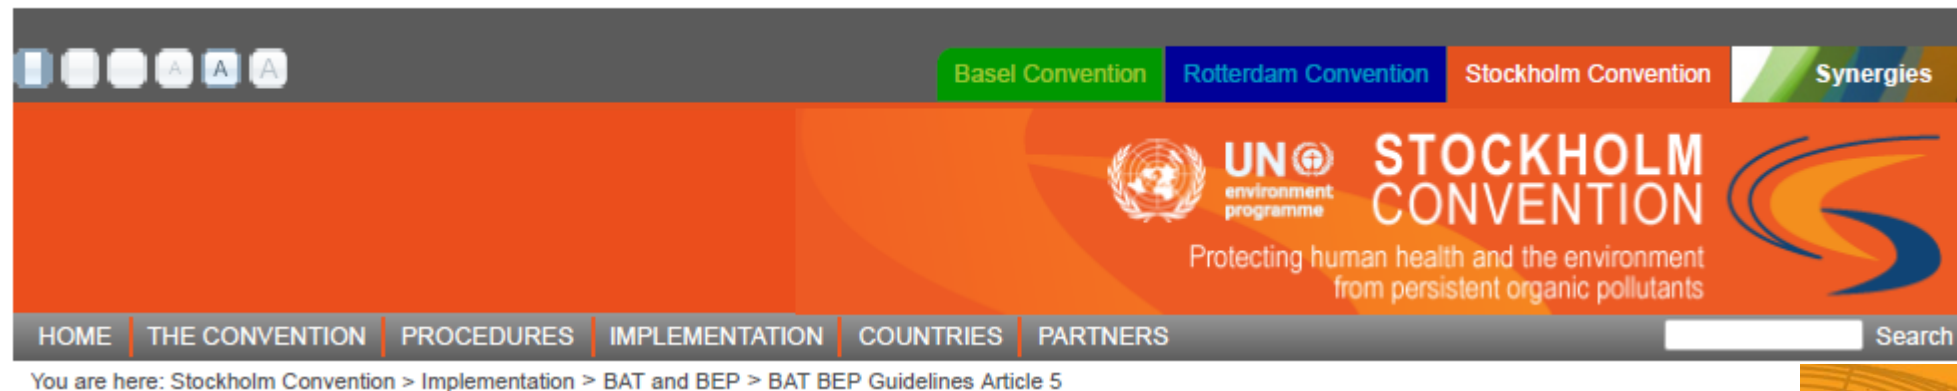 A A A
Basel Convention Rotterdam Convention Stockholm Convention Synergies
UN environment programme
STOCKHOLM
CONVENTION
Protecting human health and the environment
from persistent organic pollutants
HOME THE CONVENTION PROCEDURES IMPLEMENTATION COUNTRIES PARTNERS Search
You are here: Stockholm Convention > Implementation > BAT and BEP > BAT BEP Guidelines Article 5